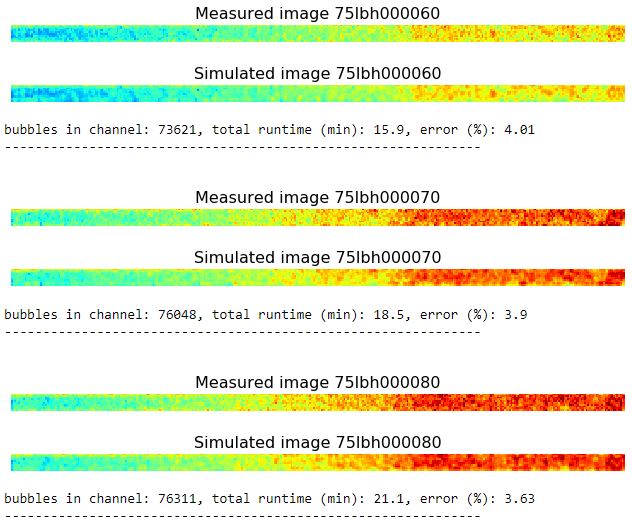 Measured image 75lbh000060
Simulated image 75lbh000060
bubbles in channel: 73621, total runtime (min): 15.9, error (%): 4.01
-------------------------------------------------------------
Measured image 75lbh000070
Simulated image 75lbh000070
bubbles in channel: 76048, total runtime (min): 18.5, error (%): 3.9
-------------------------------------------------------------
Measured image 75lbh000080
Simulated image 75lbh000080
bubbles in channel: 76311, total runtime (min): 21.1, error (%): 3.63
-------------------------------------------------------------